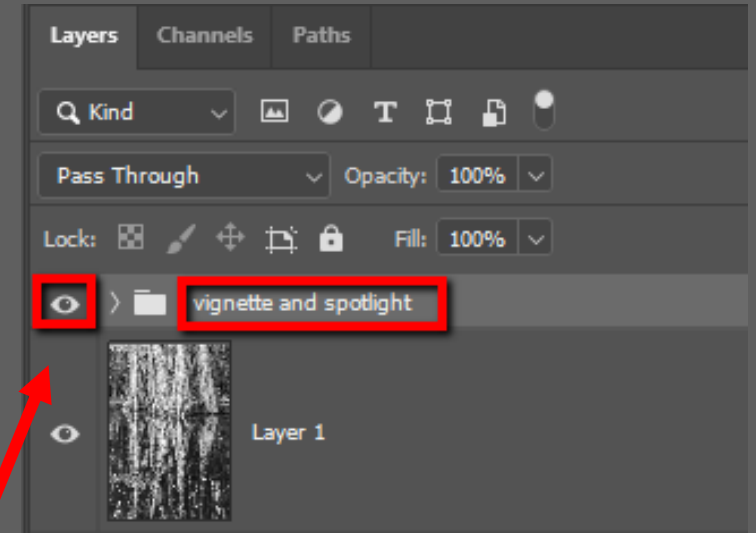 Layers Channels Paths
Kind
Pass Through Opacity: 100%
Lock: Fill: 100%
vignette and spotlight
Layer 1